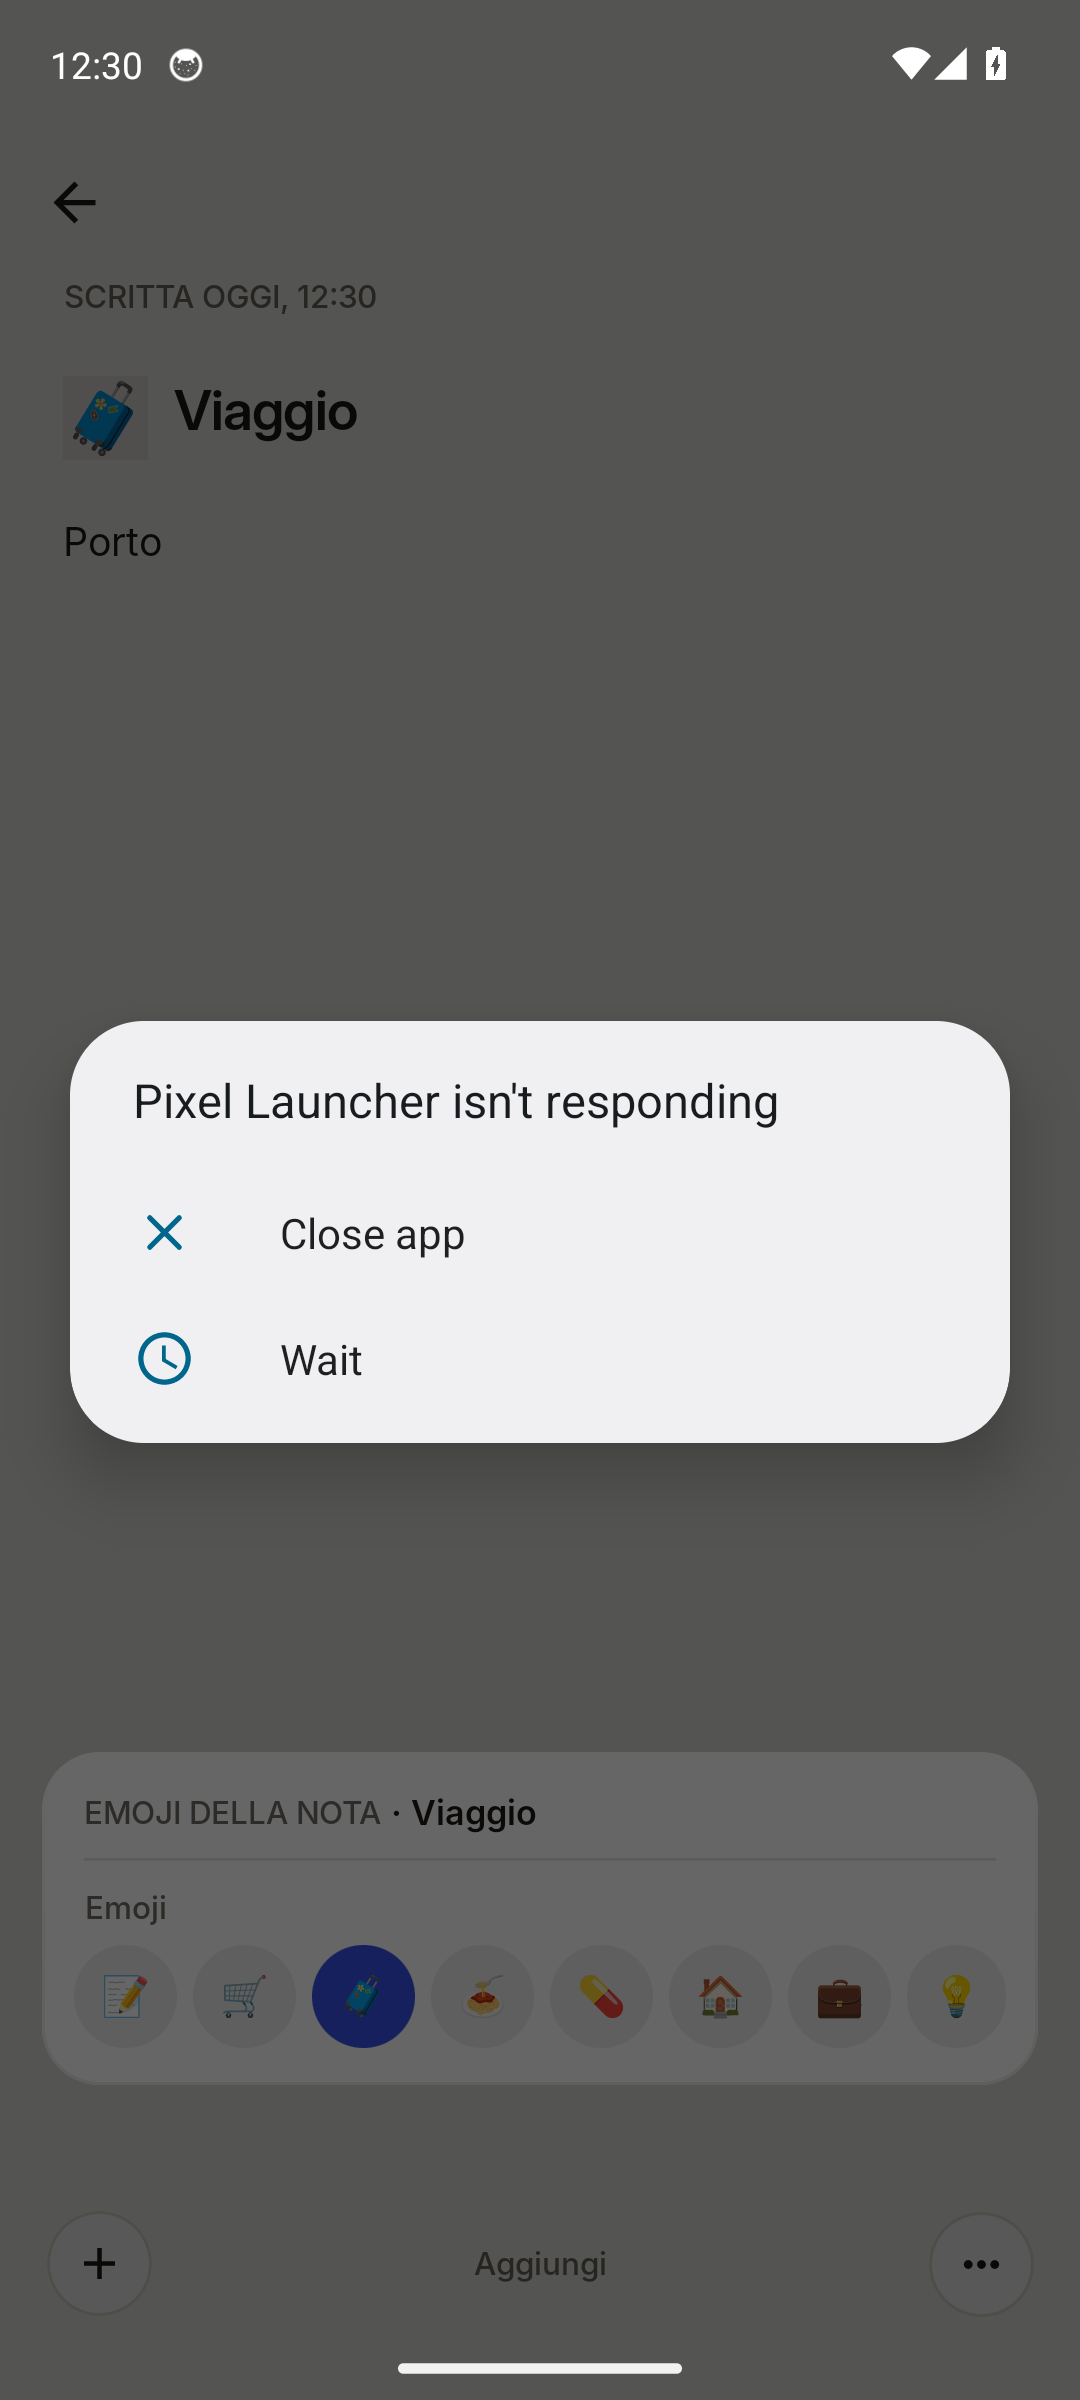 12:30
SCRITTA OGGI, 12:30
Viaggio
Porto
Pixel Launcher isn't responding
Close app
Wait
EMOJI DELLA NOTA · Viaggio
Emoji
Aggiungi